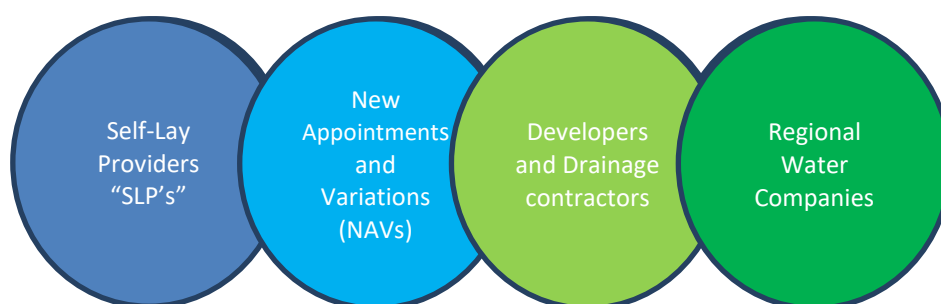 Self-Lay
Providers
“SLP’s”
New
Appointments
and
Variations
(NAVs)
Developers
and Drainage
contractors
Regional
Water
Companies